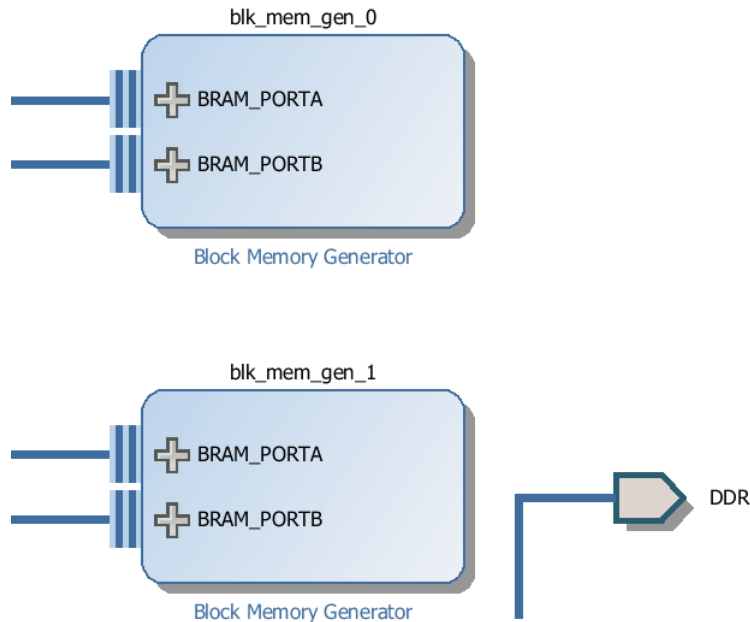 blk_mem_gen_0
BRAM_PORTA
BRAM_PORTB
Block Memory Generator
blk_mem_gen_1
BRAM_PORTA
BRAM_PORTB
DDR
Block Memory Generator